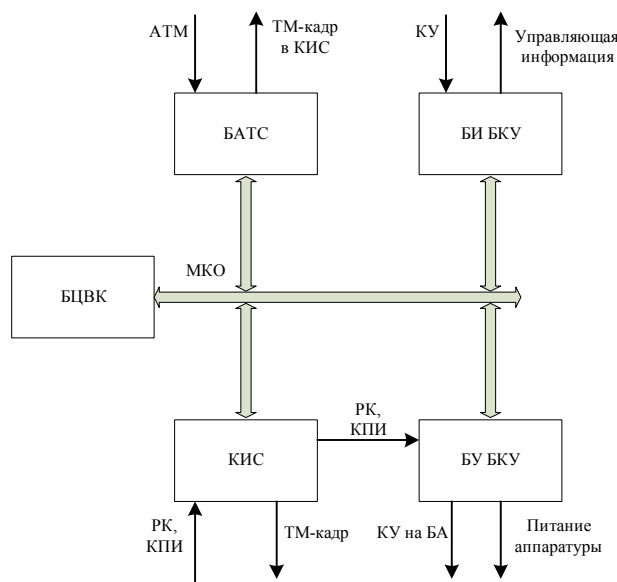 АТМ
ТМ-кадр
в КИС
КУ
Управляющая
информация
БАТС
БИ БКУ
МКО
БЦВК
РК,
КПИ
КИС
БУ БКУ
РК,
КПИ
ТМ-кадр
КУ на БА
Питание
аппаратуры